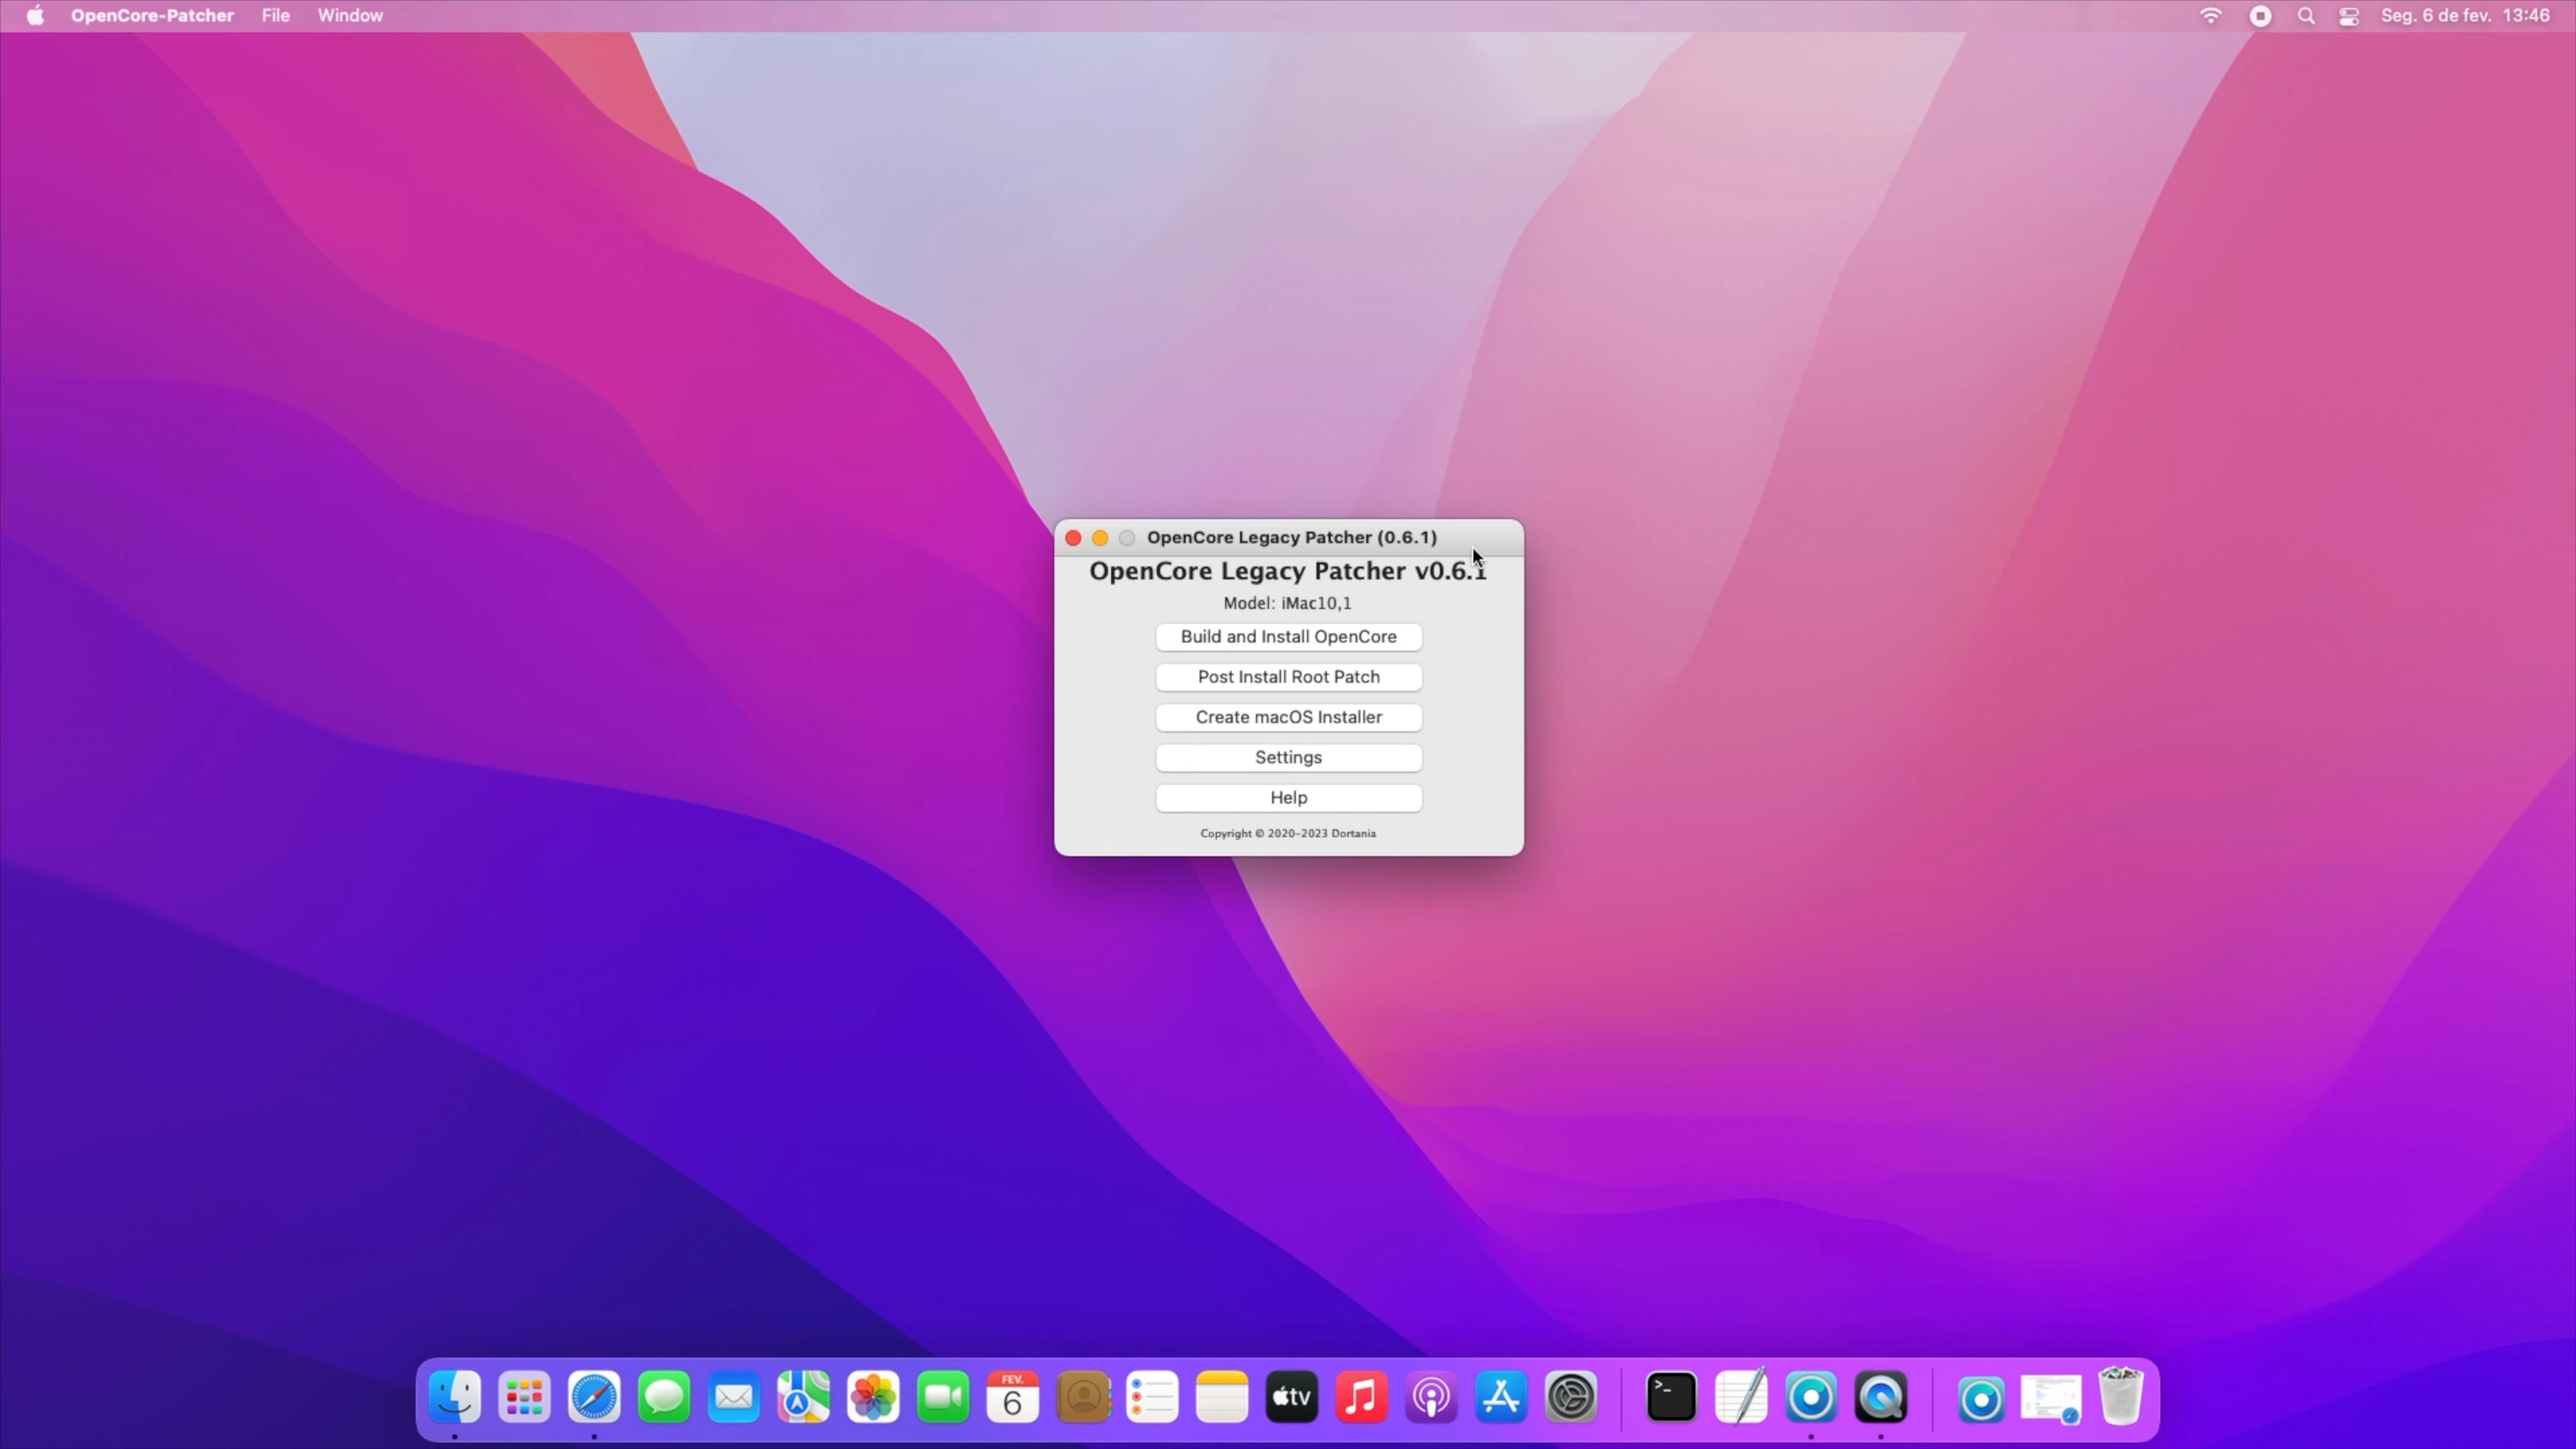 OpenCore-Patcher File Window Seg. 6 de fev. 13:46
OpenCore Legacy Patcher (0.6.1)
OpenCore Legacy Patcher v0.6.1
Model: iMac10,1
Build and Install OpenCore
Post Install Root Patch
Create macOS Installer
Settings
Help
Copyright © 2020-2023 Dortania
FEV.
6
tv
>_